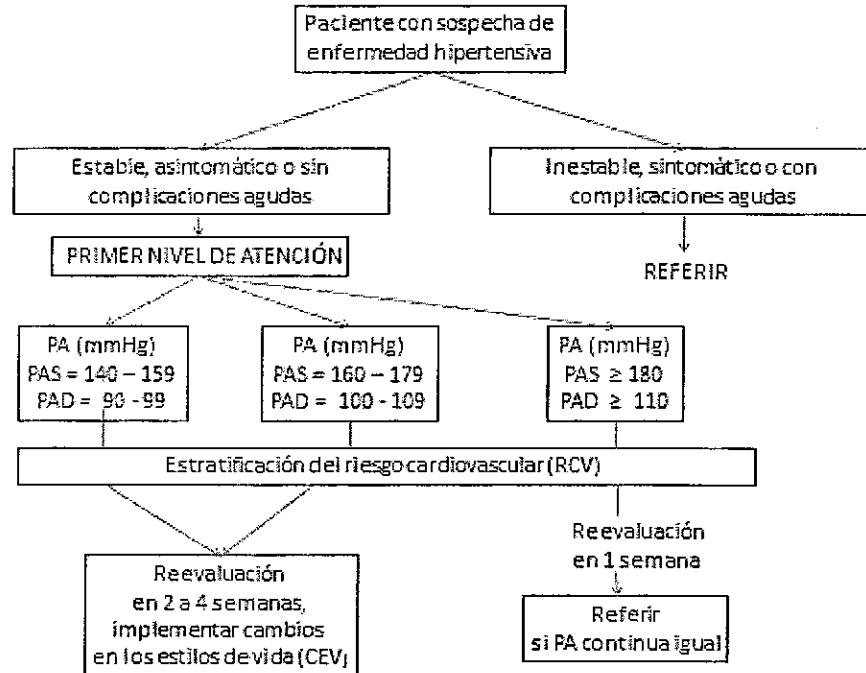 Paciente con sospecha de
enfermedad hipertensiva
Estable, asintomático o sin
complicaciones agudas
Inestable, sintomático o con
complicaciones agudas
PRIMER NIVEL DE ATENCIÓN
REFERIR
PA (mmHg)
PAS = 140 – 159
PAD = 90 - 99
PA (mmHg)
PAS = 160 – 179
PAD = 100 - 109
PA (mmHg)
PAS ≥ 180
PAD ≥ 110
Estratificación del riesgo cardiovascular (RCV)
Reevaluación
en 2 a 4 semanas,
implementar cambios
en los estilos de vida (CEV)
Reevaluación
en 1 semana
Referir
si PA continua igual